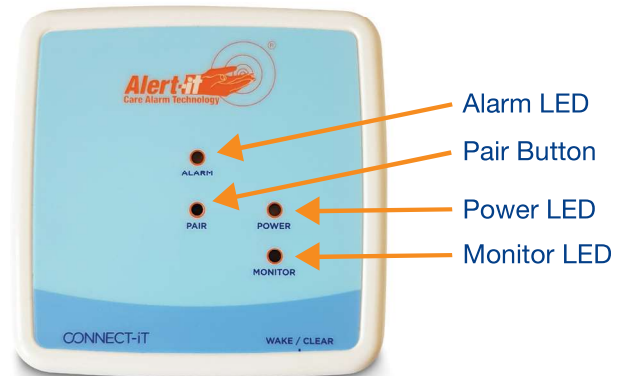 Alert-iT
®
Care Alarm Technology
Alarm LED
ALARM
Pair Button
PAIR
POWER
Power LED
MONITOR
Monitor LED
CONNECT-iT
WAKE / CLEAR